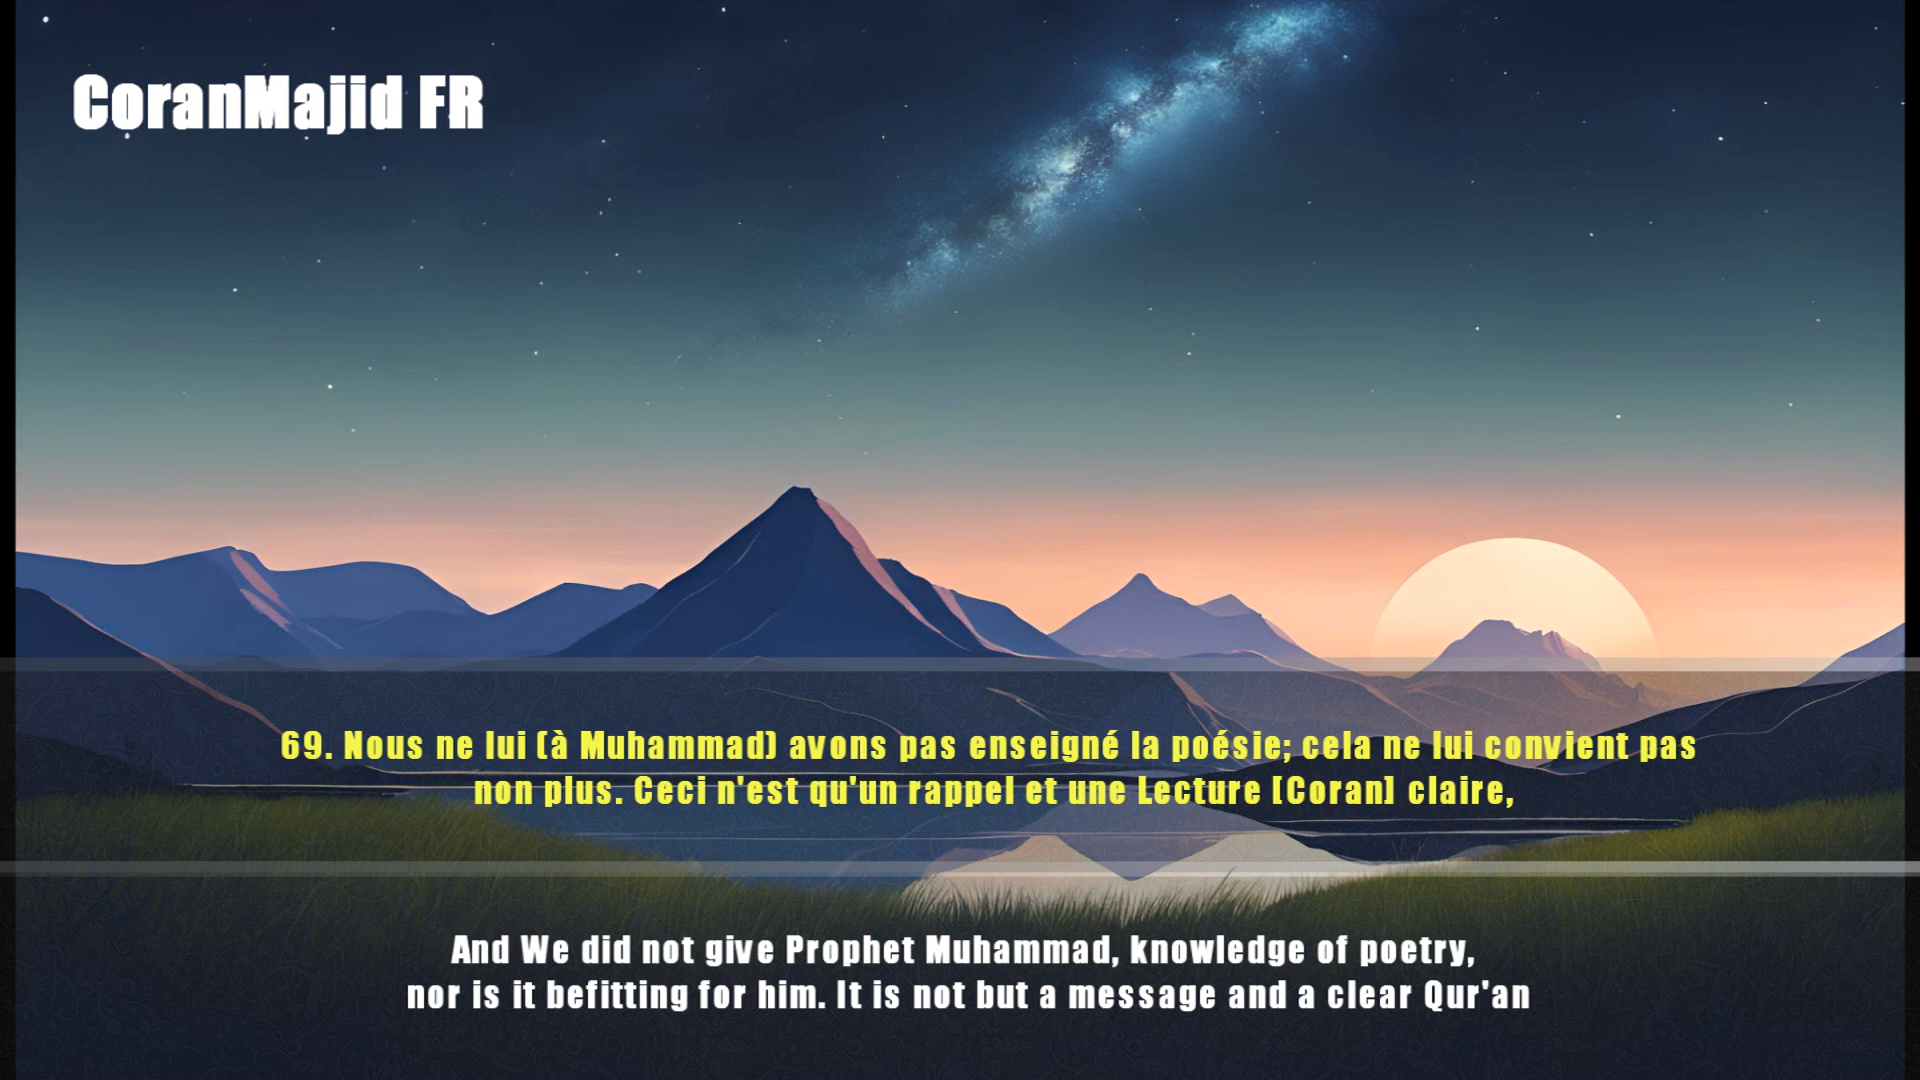 CoranMajid FR
69. Nous ne lui (à Muhammad) avons pas enseigné la poésie; cela ne lui convient pas
non plus. Ceci n'est qu'un rappel et une Lecture [Coran] claire,
And We did not give Prophet Muhammad, knowledge of poetry,
nor is it befitting for him. It is not but a message and a clear Qur'an